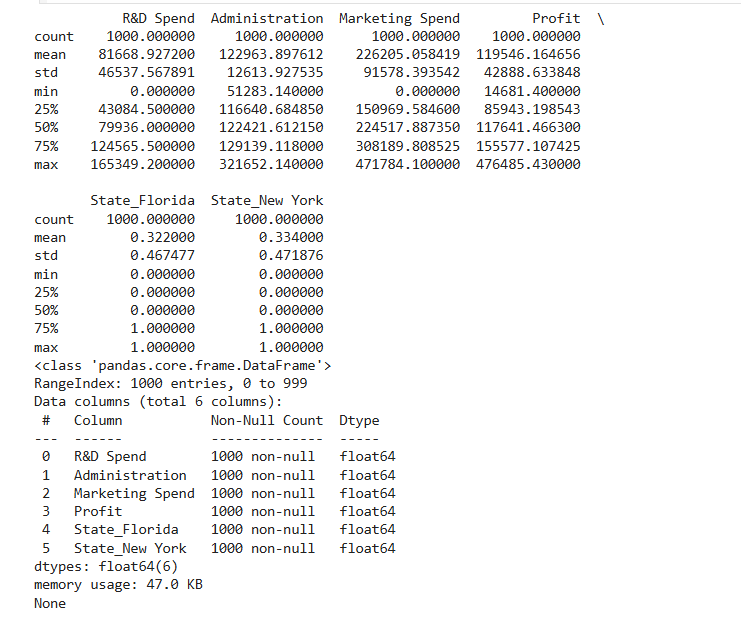 R&D Spend  Administration  Marketing Spend         Profit  \
count    1000.000000     1000.000000      1000.000000    1000.000000
mean    81668.927200   122963.897612    226205.058419  119546.164656
std     46537.567891    12613.927535     91578.393542   42888.633848
min         0.000000    51283.140000         0.000000   14681.400000
25%     43084.500000   116640.684850    150969.584600   85943.198543
50%     79936.000000   122421.612150    224517.887350  117641.466300
75%    124565.500000   129139.118000    308189.808525  155577.107425
max    165349.200000   321652.140000    471784.100000  476485.430000

       State_Florida  State_New York
count    1000.000000     1000.000000
mean        0.322000        0.334000
std         0.467477        0.471876
min         0.000000        0.000000
25%         0.000000        0.000000
50%         0.000000        0.000000
75%         1.000000        1.000000
max         1.000000        1.000000
<class 'pandas.core.frame.DataFrame'>
RangeIndex: 1000 entries, 0 to 999
Data columns (total 6 columns):
 #   Column           Non-Null Count  Dtype
---  ------           --------------  -----
 0   R&D Spend        1000 non-null   float64
 1   Administration   1000 non-null   float64
 2   Marketing Spend  1000 non-null   float64
 3   Profit           1000 non-null   float64
 4   State_Florida    1000 non-null   float64
 5   State_New York   1000 non-null   float64
dtypes: float64(6)
memory usage: 47.0 KB
None